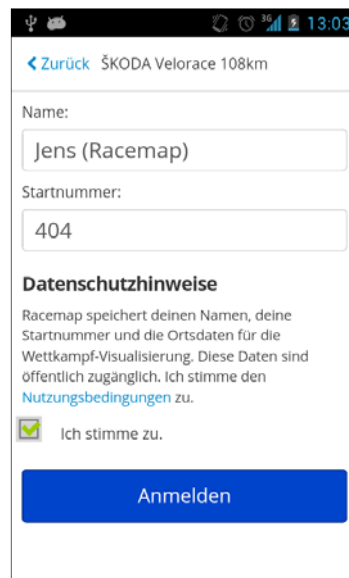 3G 13:03
Zurück ŠKODA Velorace 108km
Name:
Jens (Racemap)
Startnummer:
404
Datenschutzhinweise
Racemap speichert deinen Namen, deine
Startnummer und die Ortsdaten für die
Wettkampf-Visualisierung. Diese Daten sind
öffentlich zugänglich. Ich stimme den
Nutzungsbedingungen zu.
Ich stimme zu.
Anmelden